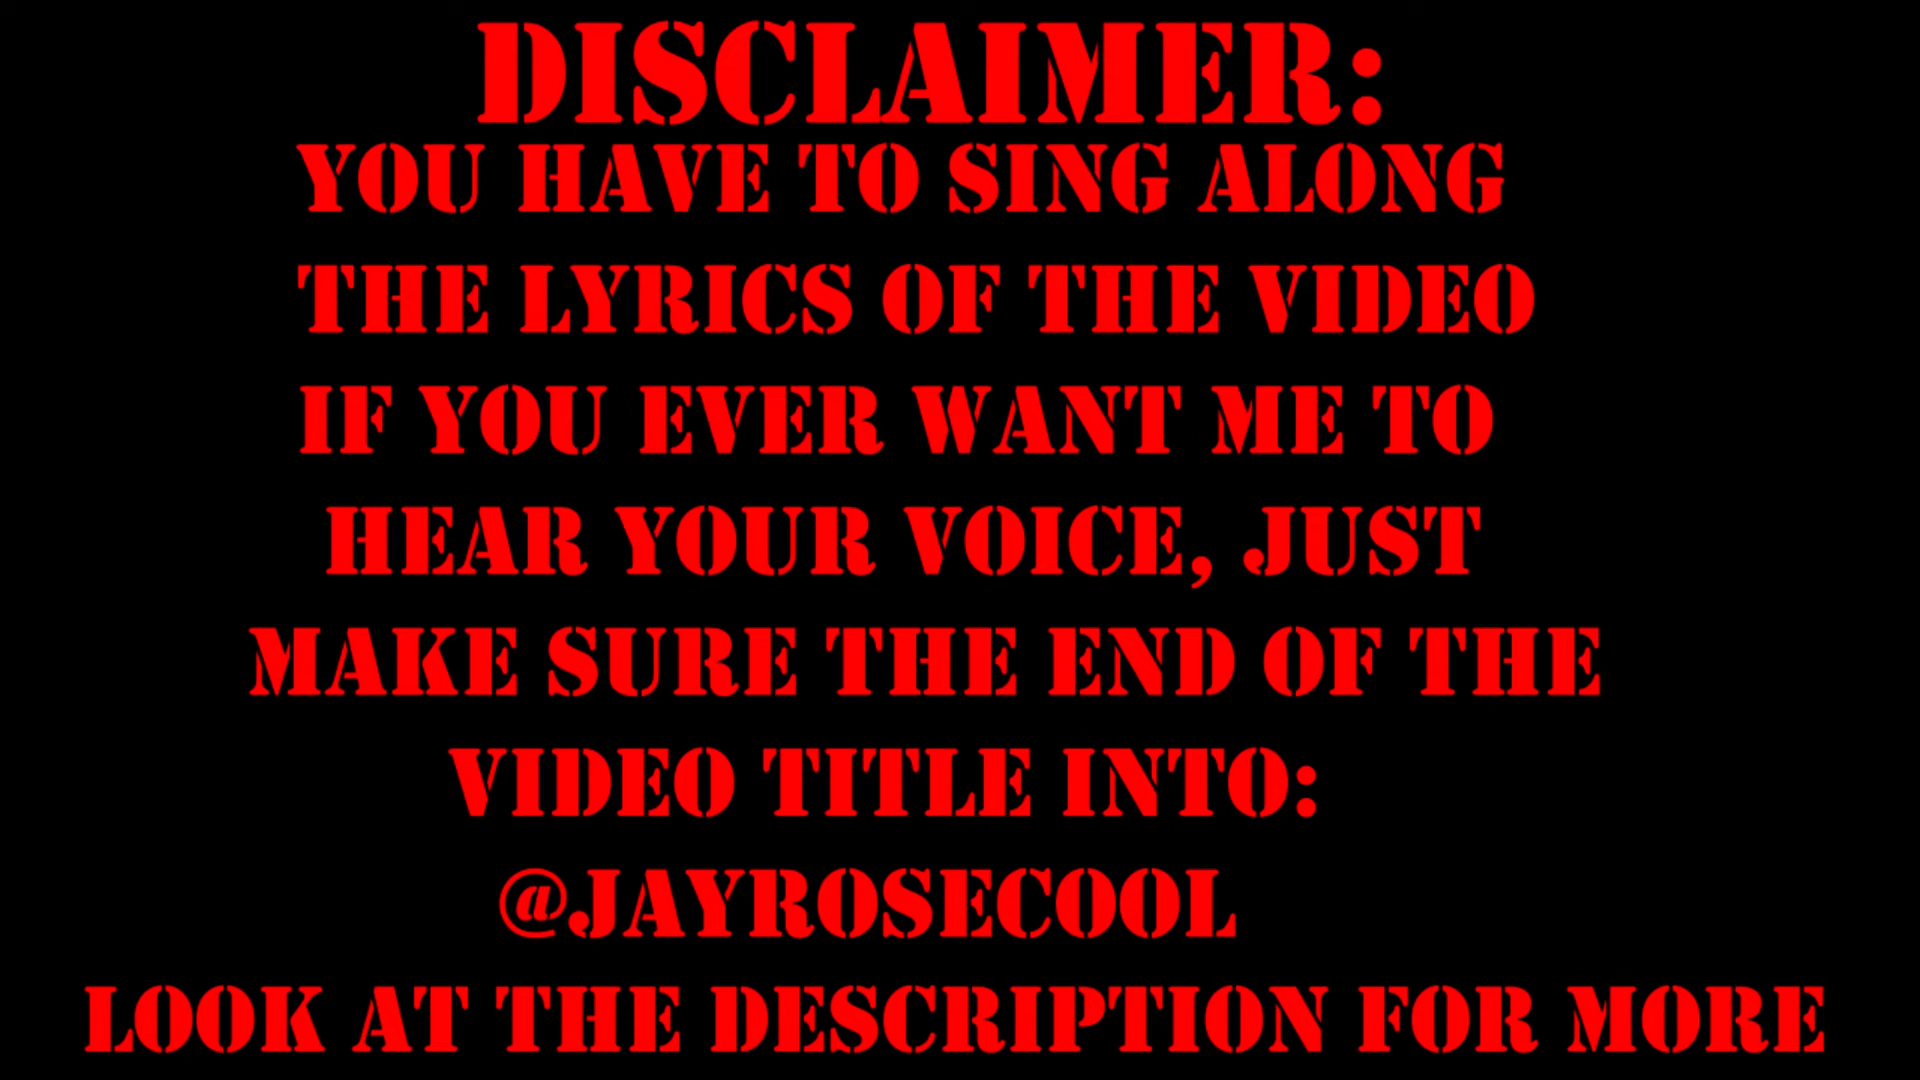 DISCLAIMER:
YOU HAVE TO SING ALONG
THE LYRICS OF THE VIDEO
IF YOU EVER WANT ME TO
HEAR YOUR VOICE, JUST
MAKE SURE THE END OF THE
VIDEO TITLE INTO:
@JAYROSECOOL
LOOK AT THE DESCRIPTION FOR MORE